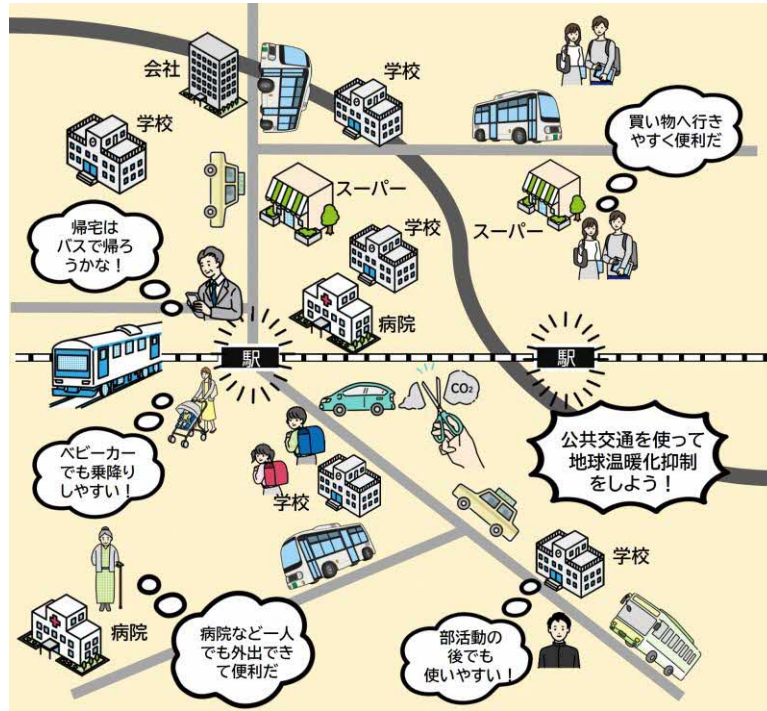 会社
学校
学校
買い物へ行き
やすく便利だ
スーパー
スーパー
学校
帰宅は
バスで帰ろ
うかな！
病院
駅
駅
CO₂
ベビーカー
でも乗降り
しやすい！
公共交通を使って
地球温暖化抑制
をしよう！
学校
学校
病院
病院など一人
でも外出でき
て便利だ
部活動の
後でも
使いやすい！